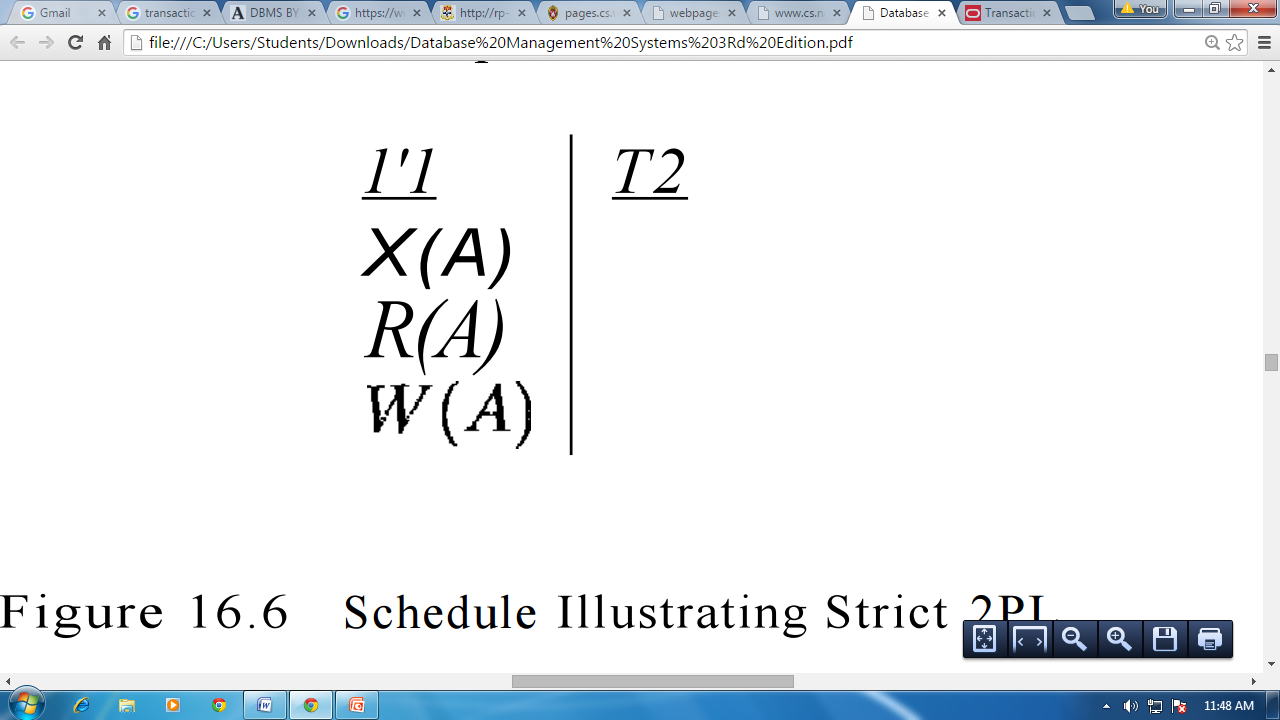 Gmail transactic DBMS BY https://w http://rp- pages.cs. webpage www.cs.n Database Transacti You
file:///C:/Users/Students/Downloads/Database%20Management%20Systems%203Rd%20Edition.pdf
1'1 T2
X(A)
R(A)
W(A)
Figure 16.6 Schedule Illustrating Strict 2PL
11:48 AM